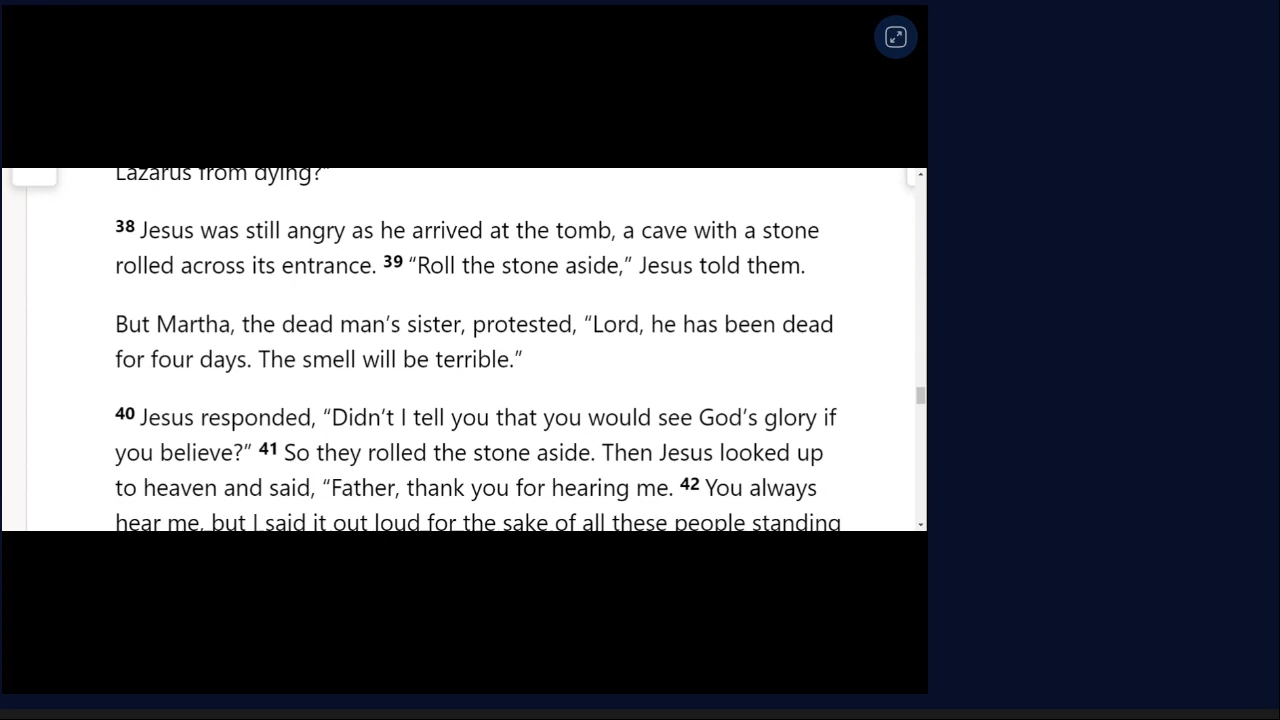 Lazarus from dying?”
38 Jesus was still angry as he arrived at the tomb, a cave with a stone
rolled across its entrance. 39 “Roll the stone aside,” Jesus told them.
But Martha, the dead man’s sister, protested, “Lord, he has been dead
for four days. The smell will be terrible.”
40 Jesus responded, “Didn’t I tell you that you would see God’s glory if
you believe?” 41 So they rolled the stone aside. Then Jesus looked up
to heaven and said, “Father, thank you for hearing me. 42 You always
hear me, but I said it out loud for the sake of all these people standing